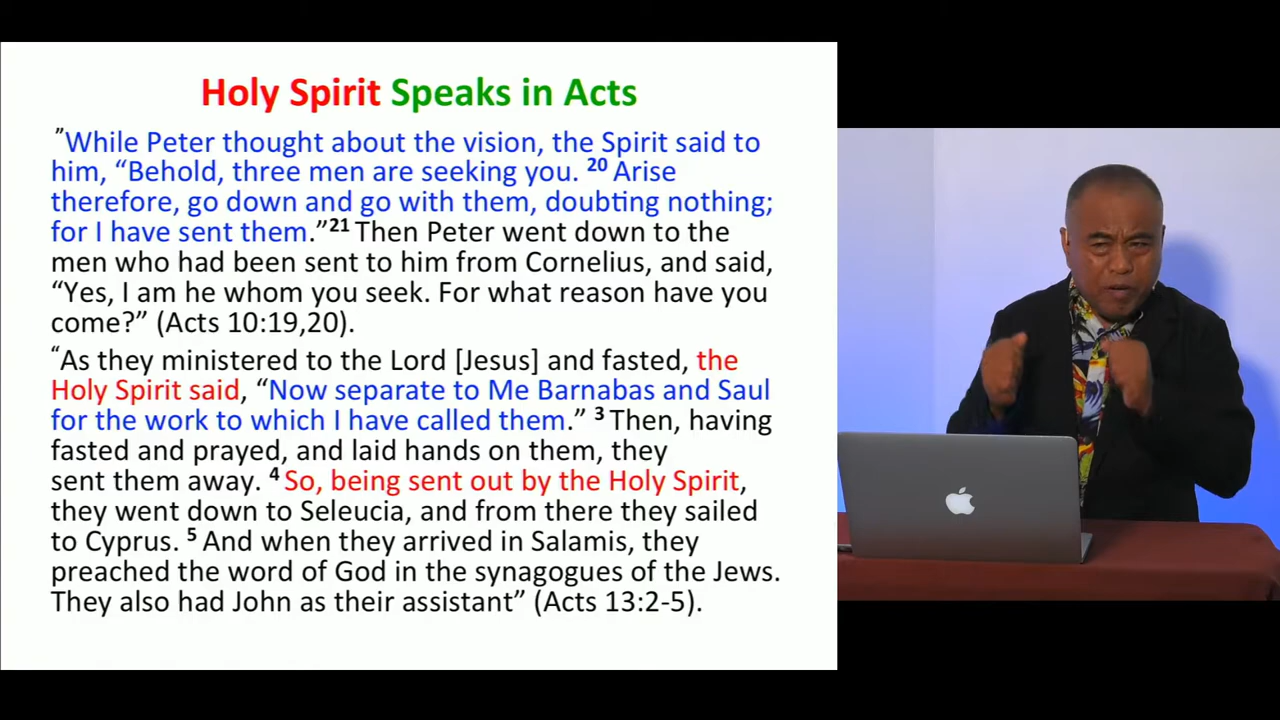 Holy Spirit Speaks in Acts
”While Peter thought about the vision, the Spirit said to
him, “Behold, three men are seeking you. 20 Arise
therefore, go down and go with them, doubting nothing;
for I have sent them.”21 Then Peter went down to the
men who had been sent to him from Cornelius, and said,
“Yes, I am he whom you seek. For what reason have you
come?” (Acts 10:19,20).
“As they ministered to the Lord [Jesus] and fasted, the
Holy Spirit said, “Now separate to Me Barnabas and Saul
for the work to which I have called them.” 3 Then, having
fasted and prayed, and laid hands on them, they
sent them away. 4 So, being sent out by the Holy Spirit,
they went down to Seleucia, and from there they sailed
to Cyprus. 5 And when they arrived in Salamis, they
preached the word of God in the synagogues of the Jews.
They also had John as their assistant” (Acts 13:2-5).